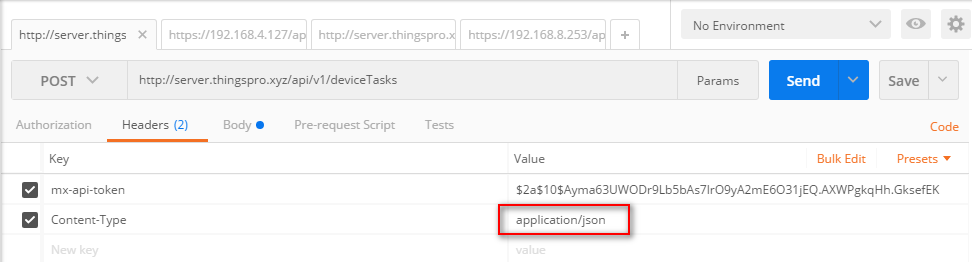 http://server.things https://192.168.4.127/ap http://server.thingspro.x https://192.168.8.253/ap No Environment
POST http://server.thingspro.xyz/api/v1/deviceTasks Params Send Save
Authorization Headers (2) Body Pre-request Script Tests Code
Key Value Bulk Edit Presets
mx-api-token $2a$10$Ayma63UWODr9Lb5bAs7IrO9yA2mE6O31jEQ.AXWPgkqHh.GksefEK
Content-Type application/json
New key value